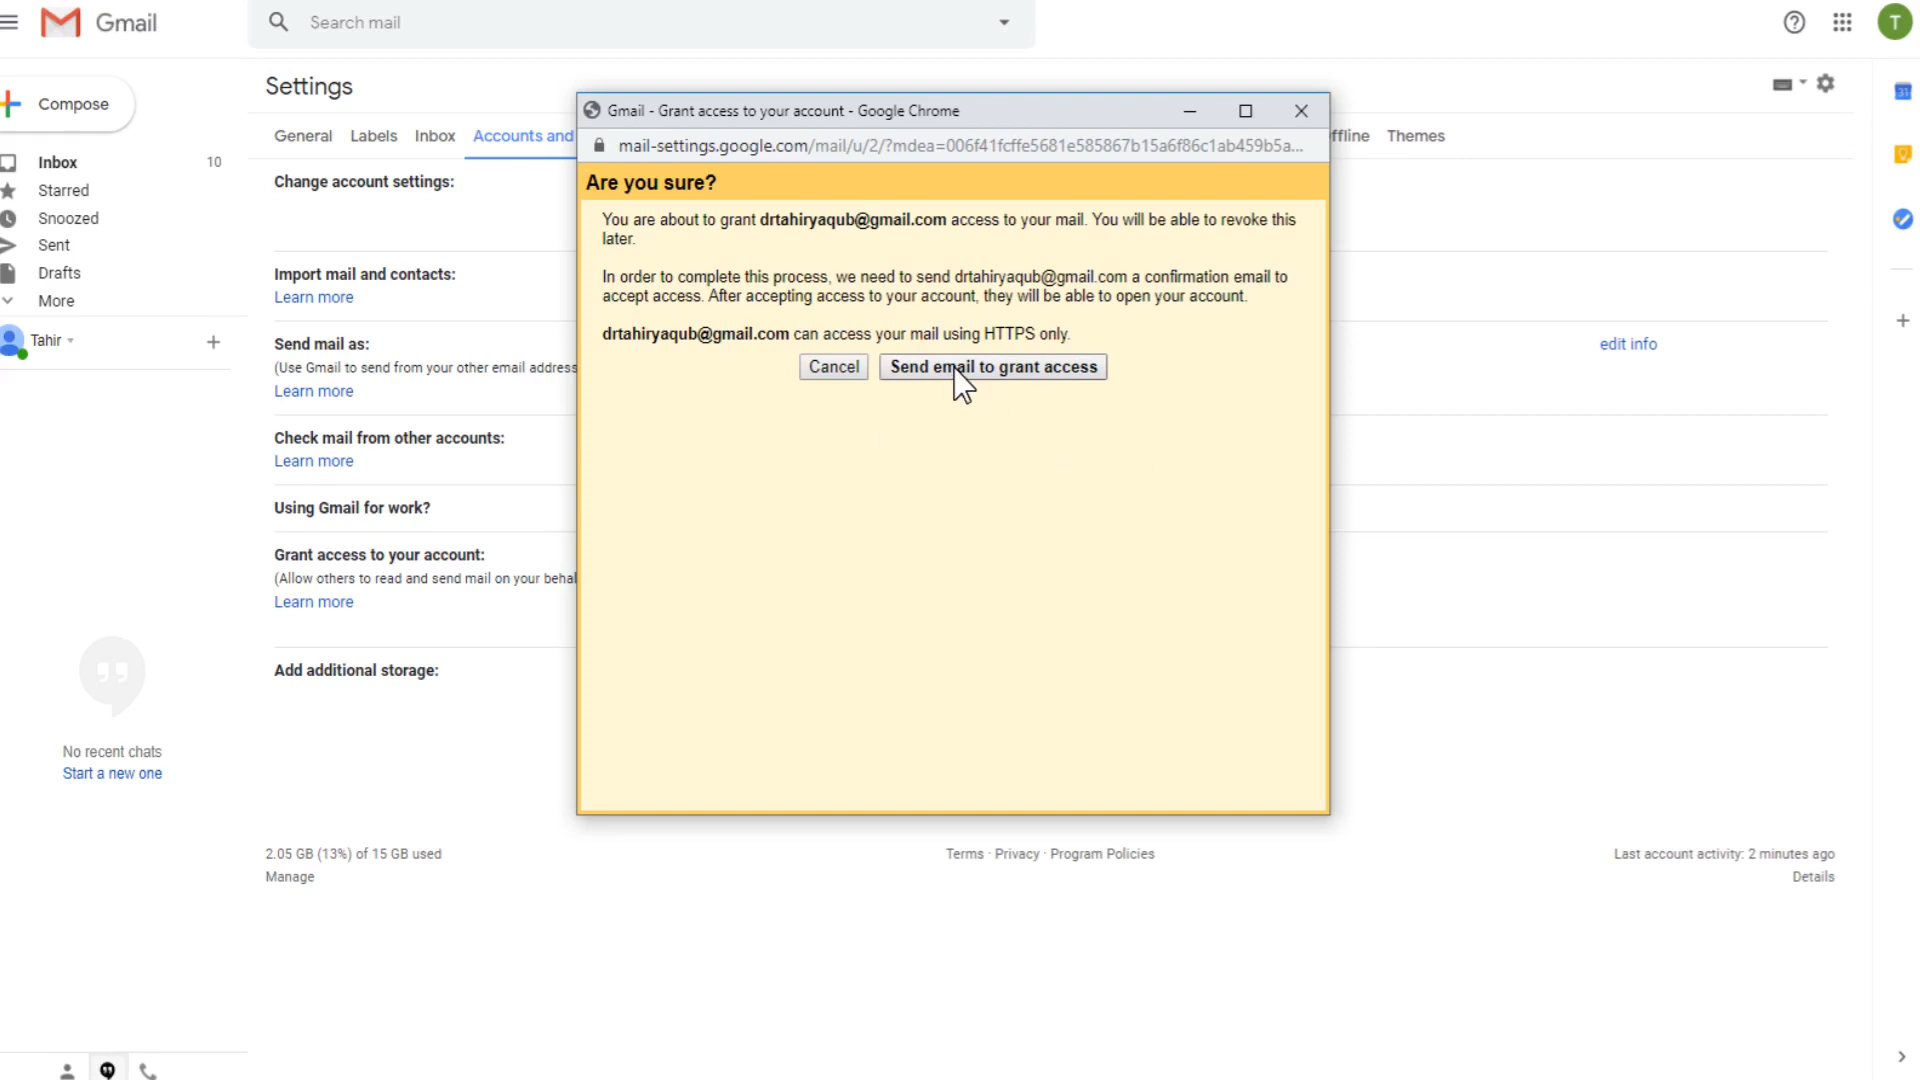 Gmail
Search mail
T
Compose
Inbox 10
Starred
Snoozed
Sent
Drafts
More
Tahir
No recent chats
Start a new one
Settings
General Labels Inbox Accounts and ffline Themes
Change account settings:
Import mail and contacts:
Learn more
Send mail as:
(Use Gmail to send from your other email address
Learn more
edit info
Check mail from other accounts:
Learn more
Using Gmail for work?
Grant access to your account:
(Allow others to read and send mail on your behal
Learn more
Add additional storage:
Gmail - Grant access to your account - Google Chrome
mail-settings.google.com/mail/u/2/?mdea=006f41fcffe5681e585867b15a6f86c1ab459b5a...
Are you sure?
You are about to grant drtahiryaqub@gmail.com access to your mail. You will be able to revoke this
later.
In order to complete this process, we need to send drtahiryaqub@gmail.com a confirmation email to
accept access. After accepting access to your account, they will be able to open your account.
drtahiryaqub@gmail.com can access your mail using HTTPS only.
Cancel Send email to grant access
2.05 GB (13%) of 15 GB used
Manage
Terms · Privacy · Program Policies
Last account activity: 2 minutes ago
Details
31